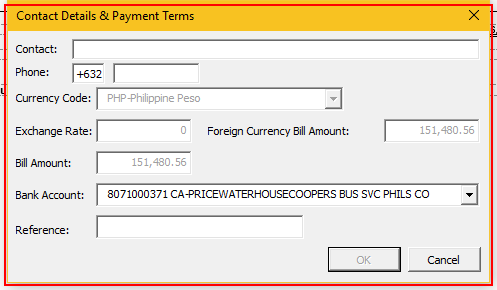 Contact Details & Payment Terms
Contact:
Phone: +632
Currency Code: PHP-Philippine Peso
Exchange Rate: 0 Foreign Currency Bill Amount: 151,480.56
Bill Amount: 151,480.56
Bank Account: 8071000371 CA-PRICEWATERHOUSECOOPERS BUS SVC PHILS CO
Reference:
OK Cancel